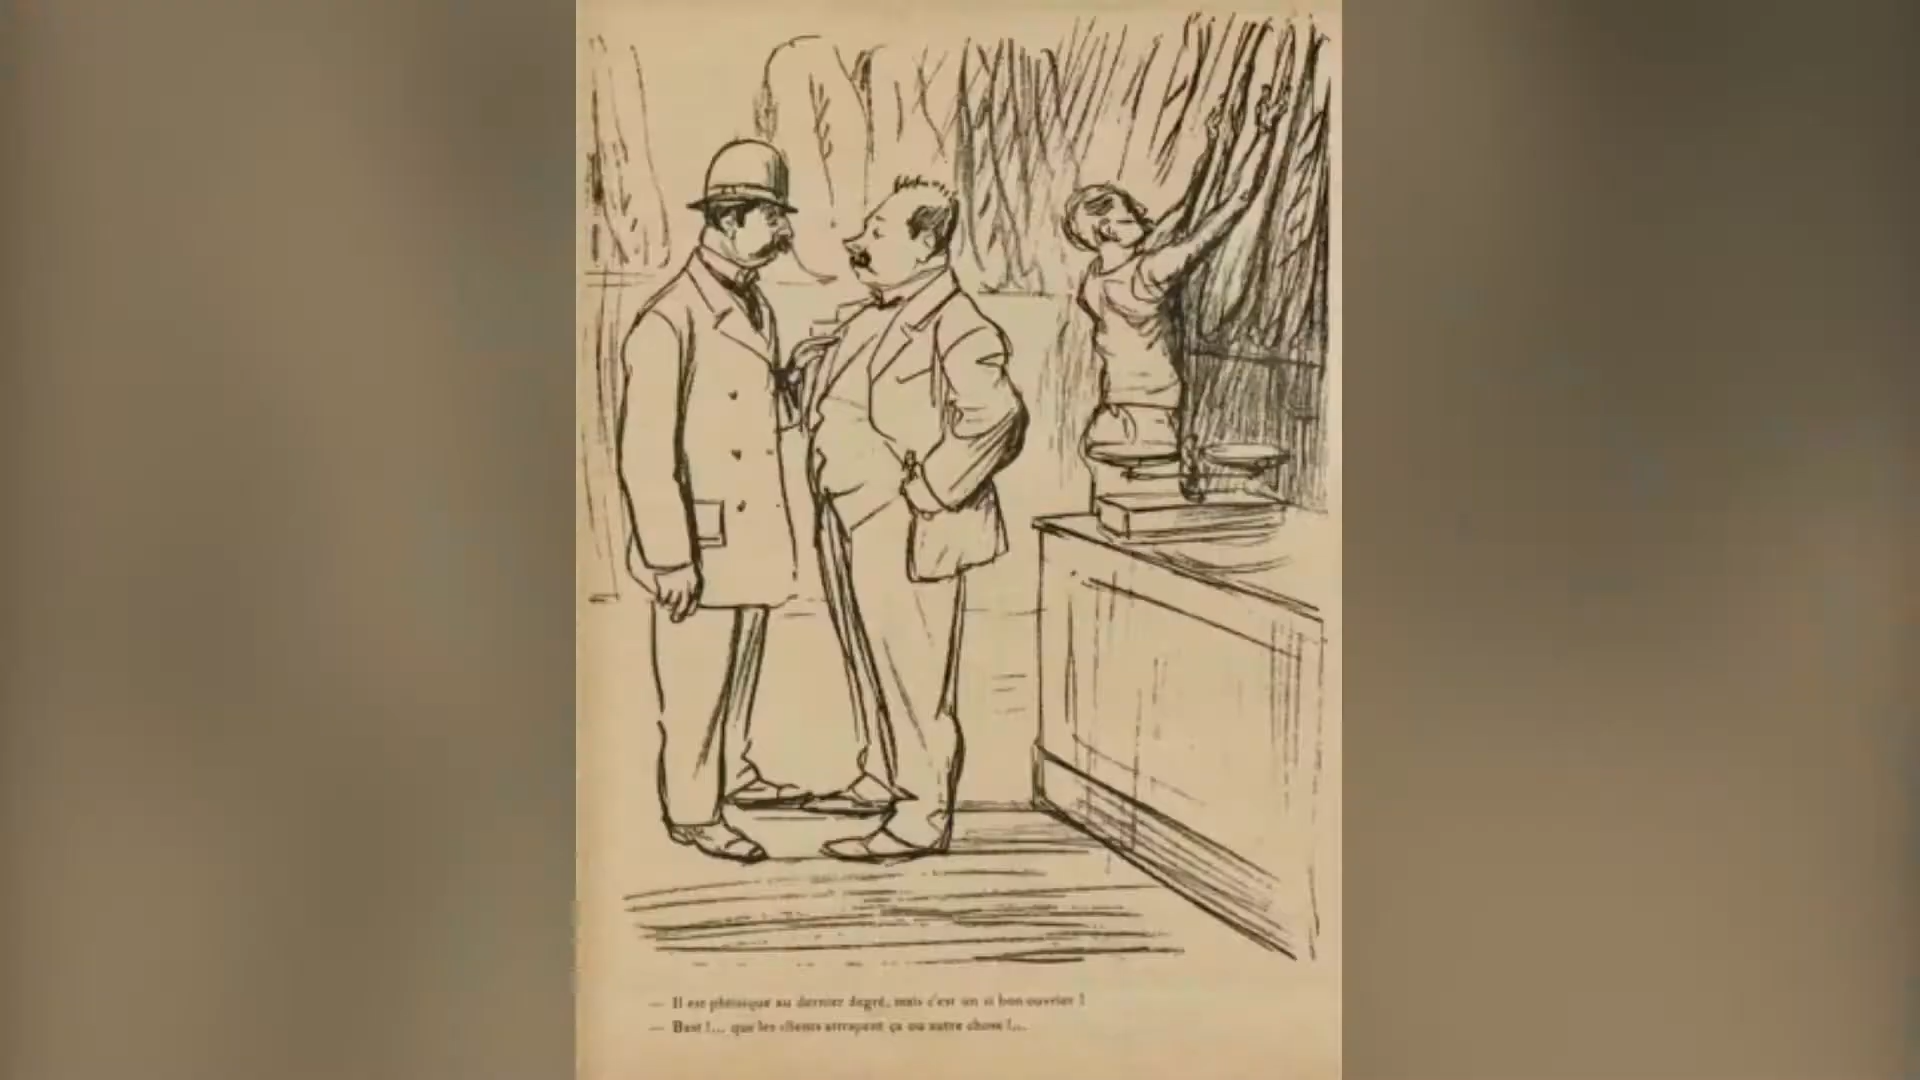 — Il est phtisique au dernier degré, mais c'est un si bon ouvrier !
— Bast !... que les clients attrapent ça ou autre chose !...